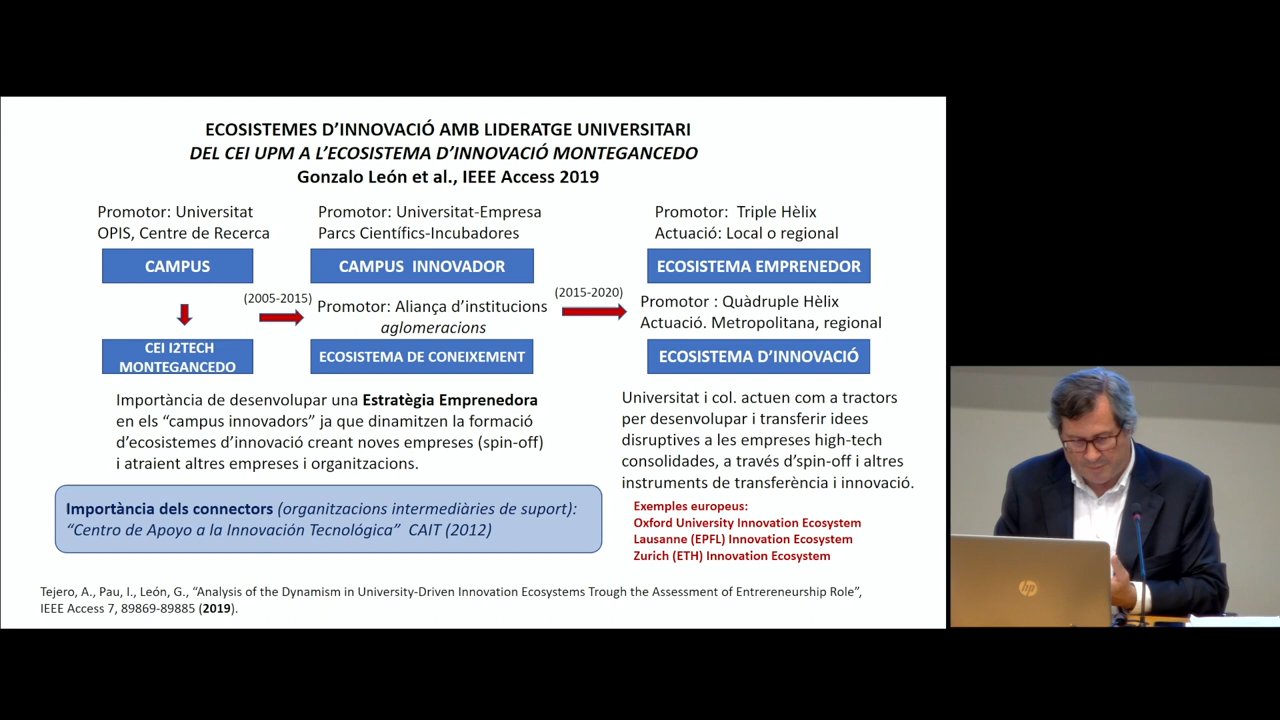 ECOSISTEMES D'INNOVACIÓ AMB LIDERATGE UNIVERSITARI
DEL CEI UPM A L'ECOSISTEMA D'INNOVACIÓ MONTEGANCEDO
Gonzalo León et al., IEEE Access 2019
Promotor: Universitat
OPIS, Centre de Recerca
CAMPUS
CEI I2TECH
MONTEGANCEDO
(2005-2015)
Promotor: Universitat-Empresa
Parcs Científics-Incubadores
CAMPUS INNOVADOR
Promotor: Aliança d'institucions
aglomeracions
ECOSISTEMA DE CONEIXEMENT
(2015-2020)
Promotor: Triple Hèlix
Actuació: Local o regional
ECOSISTEMA EMPRENEDOR
Promotor : Quàdruple Hèlix
Actuació. Metropolitana, regional
ECOSISTEMA D'INNOVACIÓ
Importància de desenvolupar una Estratègia Emprenedora
en els "campus innovadors" ja que dinamitzen la formació
d'ecosistemes d'innovació creant noves empreses (spin-off)
i atraient altres empreses i organitzacions.
Importància dels connectors (organitzacions intermediàries de suport):
"Centro de Apoyo a la Innovación Tecnológica" CAIT (2012)
Universitat i col. actuen com a tractors
per desenvolupar i transferir idees
disruptives a les empreses high-tech
consolidades, a través d'spin-off i altres
instruments de transferència i innovació.
Exemples europeus:
Oxford University Innovation Ecosystem
Lausanne (EPFL) Innovation Ecosystem
Zurich (ETH) Innovation Ecosystem
Tejero, A., Pau, I., León, G., "Analysis of the Dynamism in University-Driven Innovation Ecosystems Trough the Assessment of Entrereneurship Role",
IEEE Access 7, 89869-89885 (2019).
hp